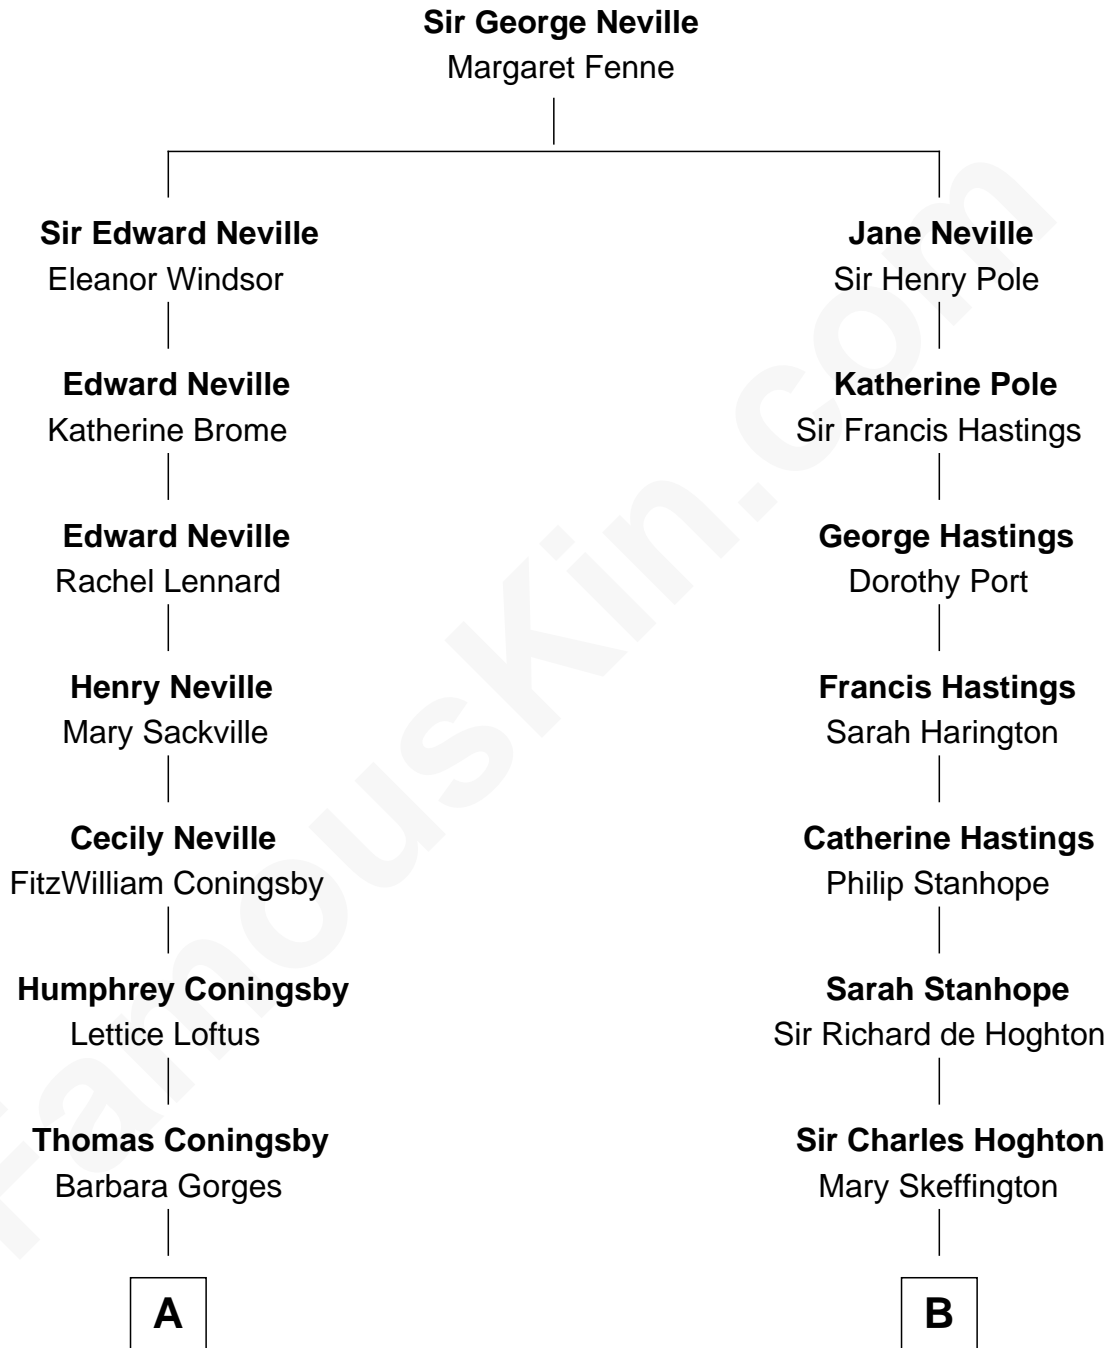 Sir George Neville
Margaret Fenne
Sir Edward Neville
Eleanor Windsor
Jane Neville
Sir Henry Pole
Edward Neville
Katherine Brome
Katherine Pole
Sir Francis Hastings
Edward Neville
Rachel Lennard
George Hastings
Dorothy Port
Henry Neville
Mary Sackville
Francis Hastings
Sarah Harington
Cecily Neville
FitzWilliam Coningsby
Catherine Hastings
Philip Stanhope
Humphrey Coningsby
Lettice Loftus
Sarah Stanhope
Sir Richard de Hoghton
Thomas Coningsby
Barbara Gorges
Sir Charles Hoghton
Mary Skeffington
A
B
FamousKin.com